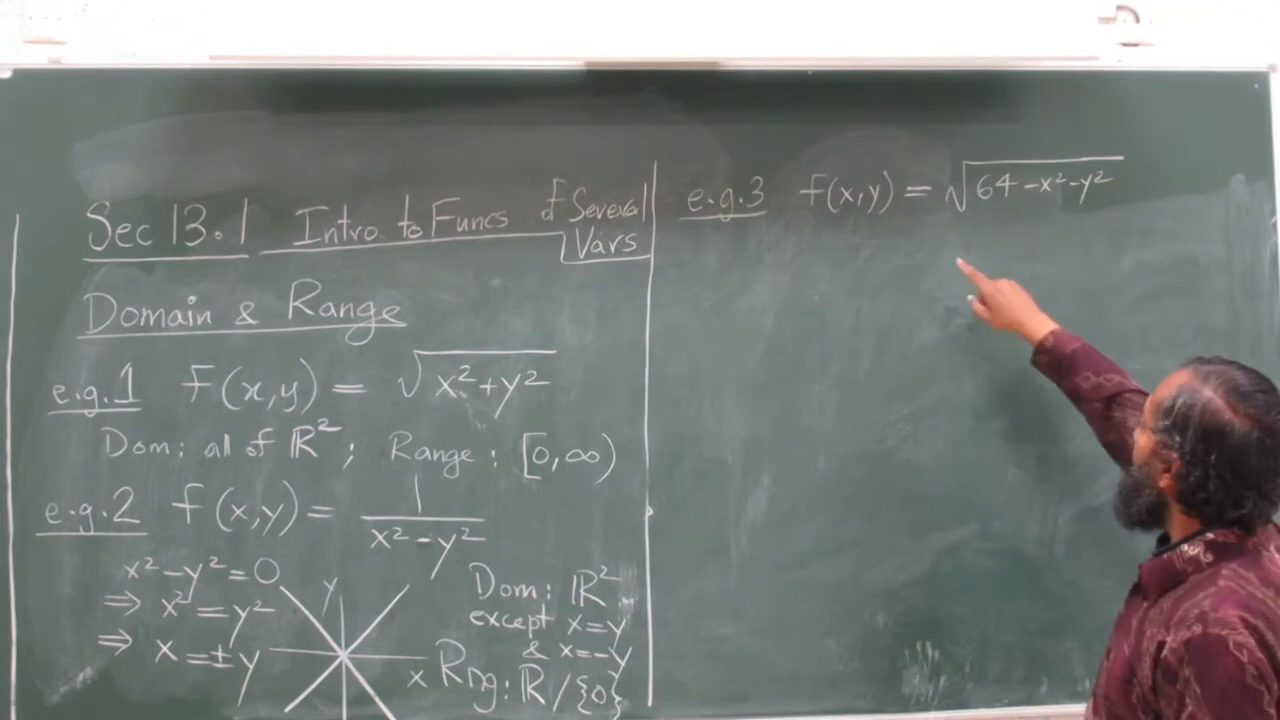 Sec 13.1 Intro. to Funcs of Several
Vars
Domain & Range
e.g.1 f(x,y) = √(x²+y²)
Dom: all of ℝ²; Range: [0,∞)
e.g.2 f(x,y) = 1/(x²-y²)
x²-y²=0
⇒ x²=y²
⇒ x=±y
y
x
Dom: ℝ²
except x=y
& x=-y
Rng: ℝ/{0}
e.g.3 f(x,y) = √(64-x²-y²)